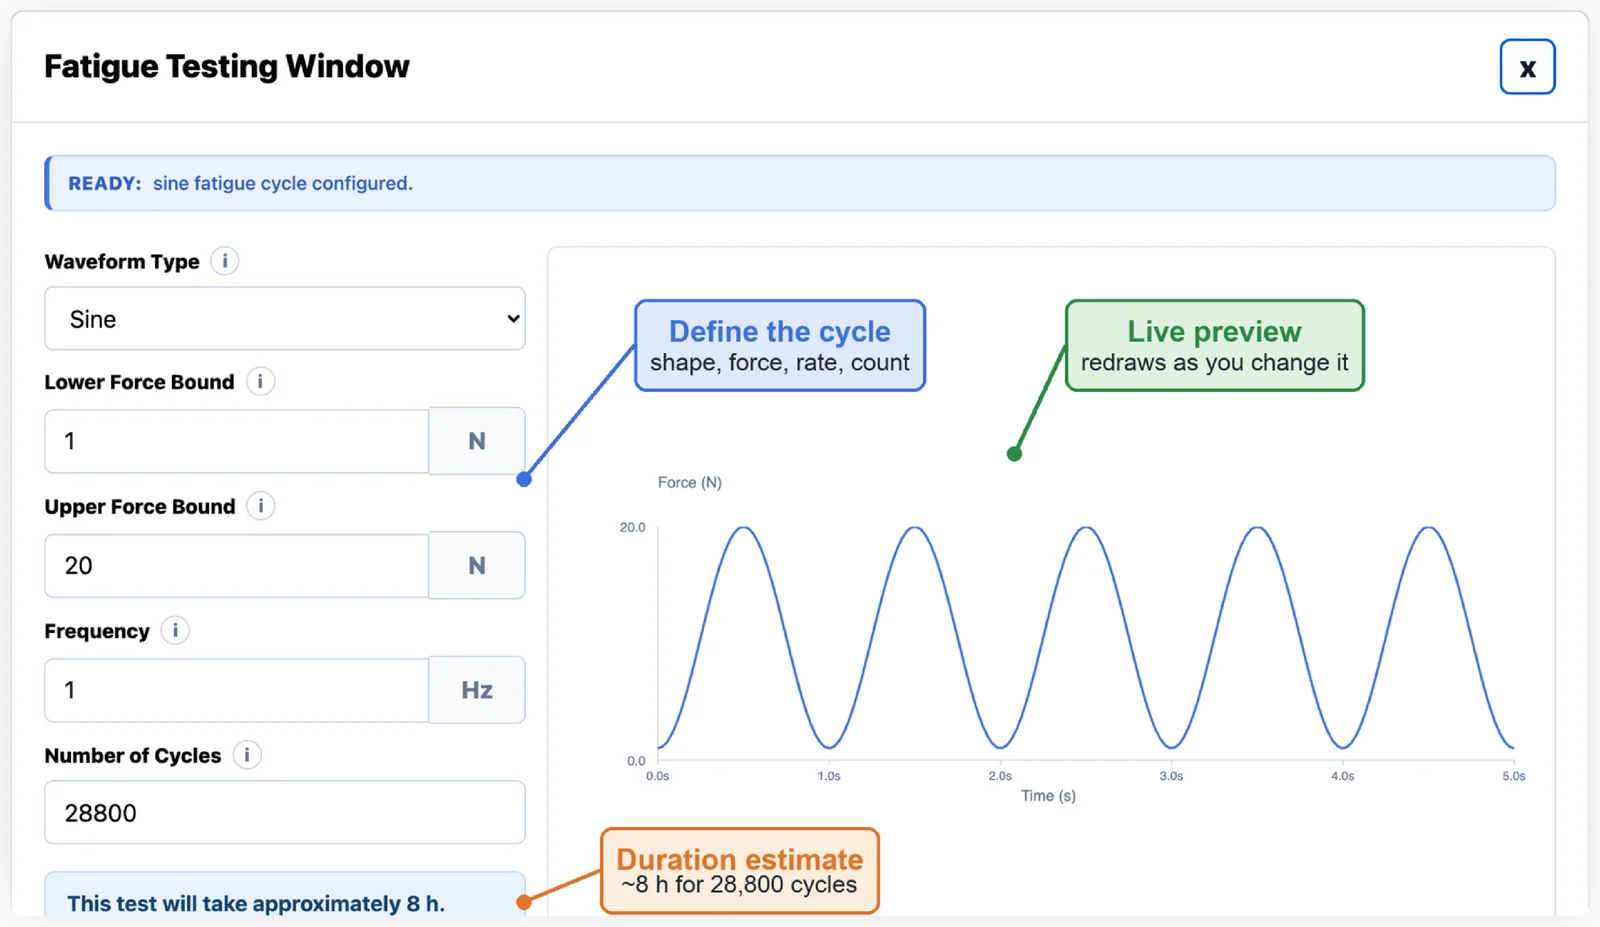 Fatigue Testing Window
x
READY: sine fatigue cycle configured.
Waveform Type i
Sine
Lower Force Bound i
1 N
Upper Force Bound i
20 N
Frequency i
1 Hz
Number of Cycles i
28800
This test will take approximately 8 h.
Define the cycle
shape, force, rate, count
Live preview
redraws as you change it
Force (N)
20.0
0.0
0.0s 1.0s 2.0s 3.0s 4.0s 5.0s
Time (s)
Duration estimate
~8 h for 28,800 cycles